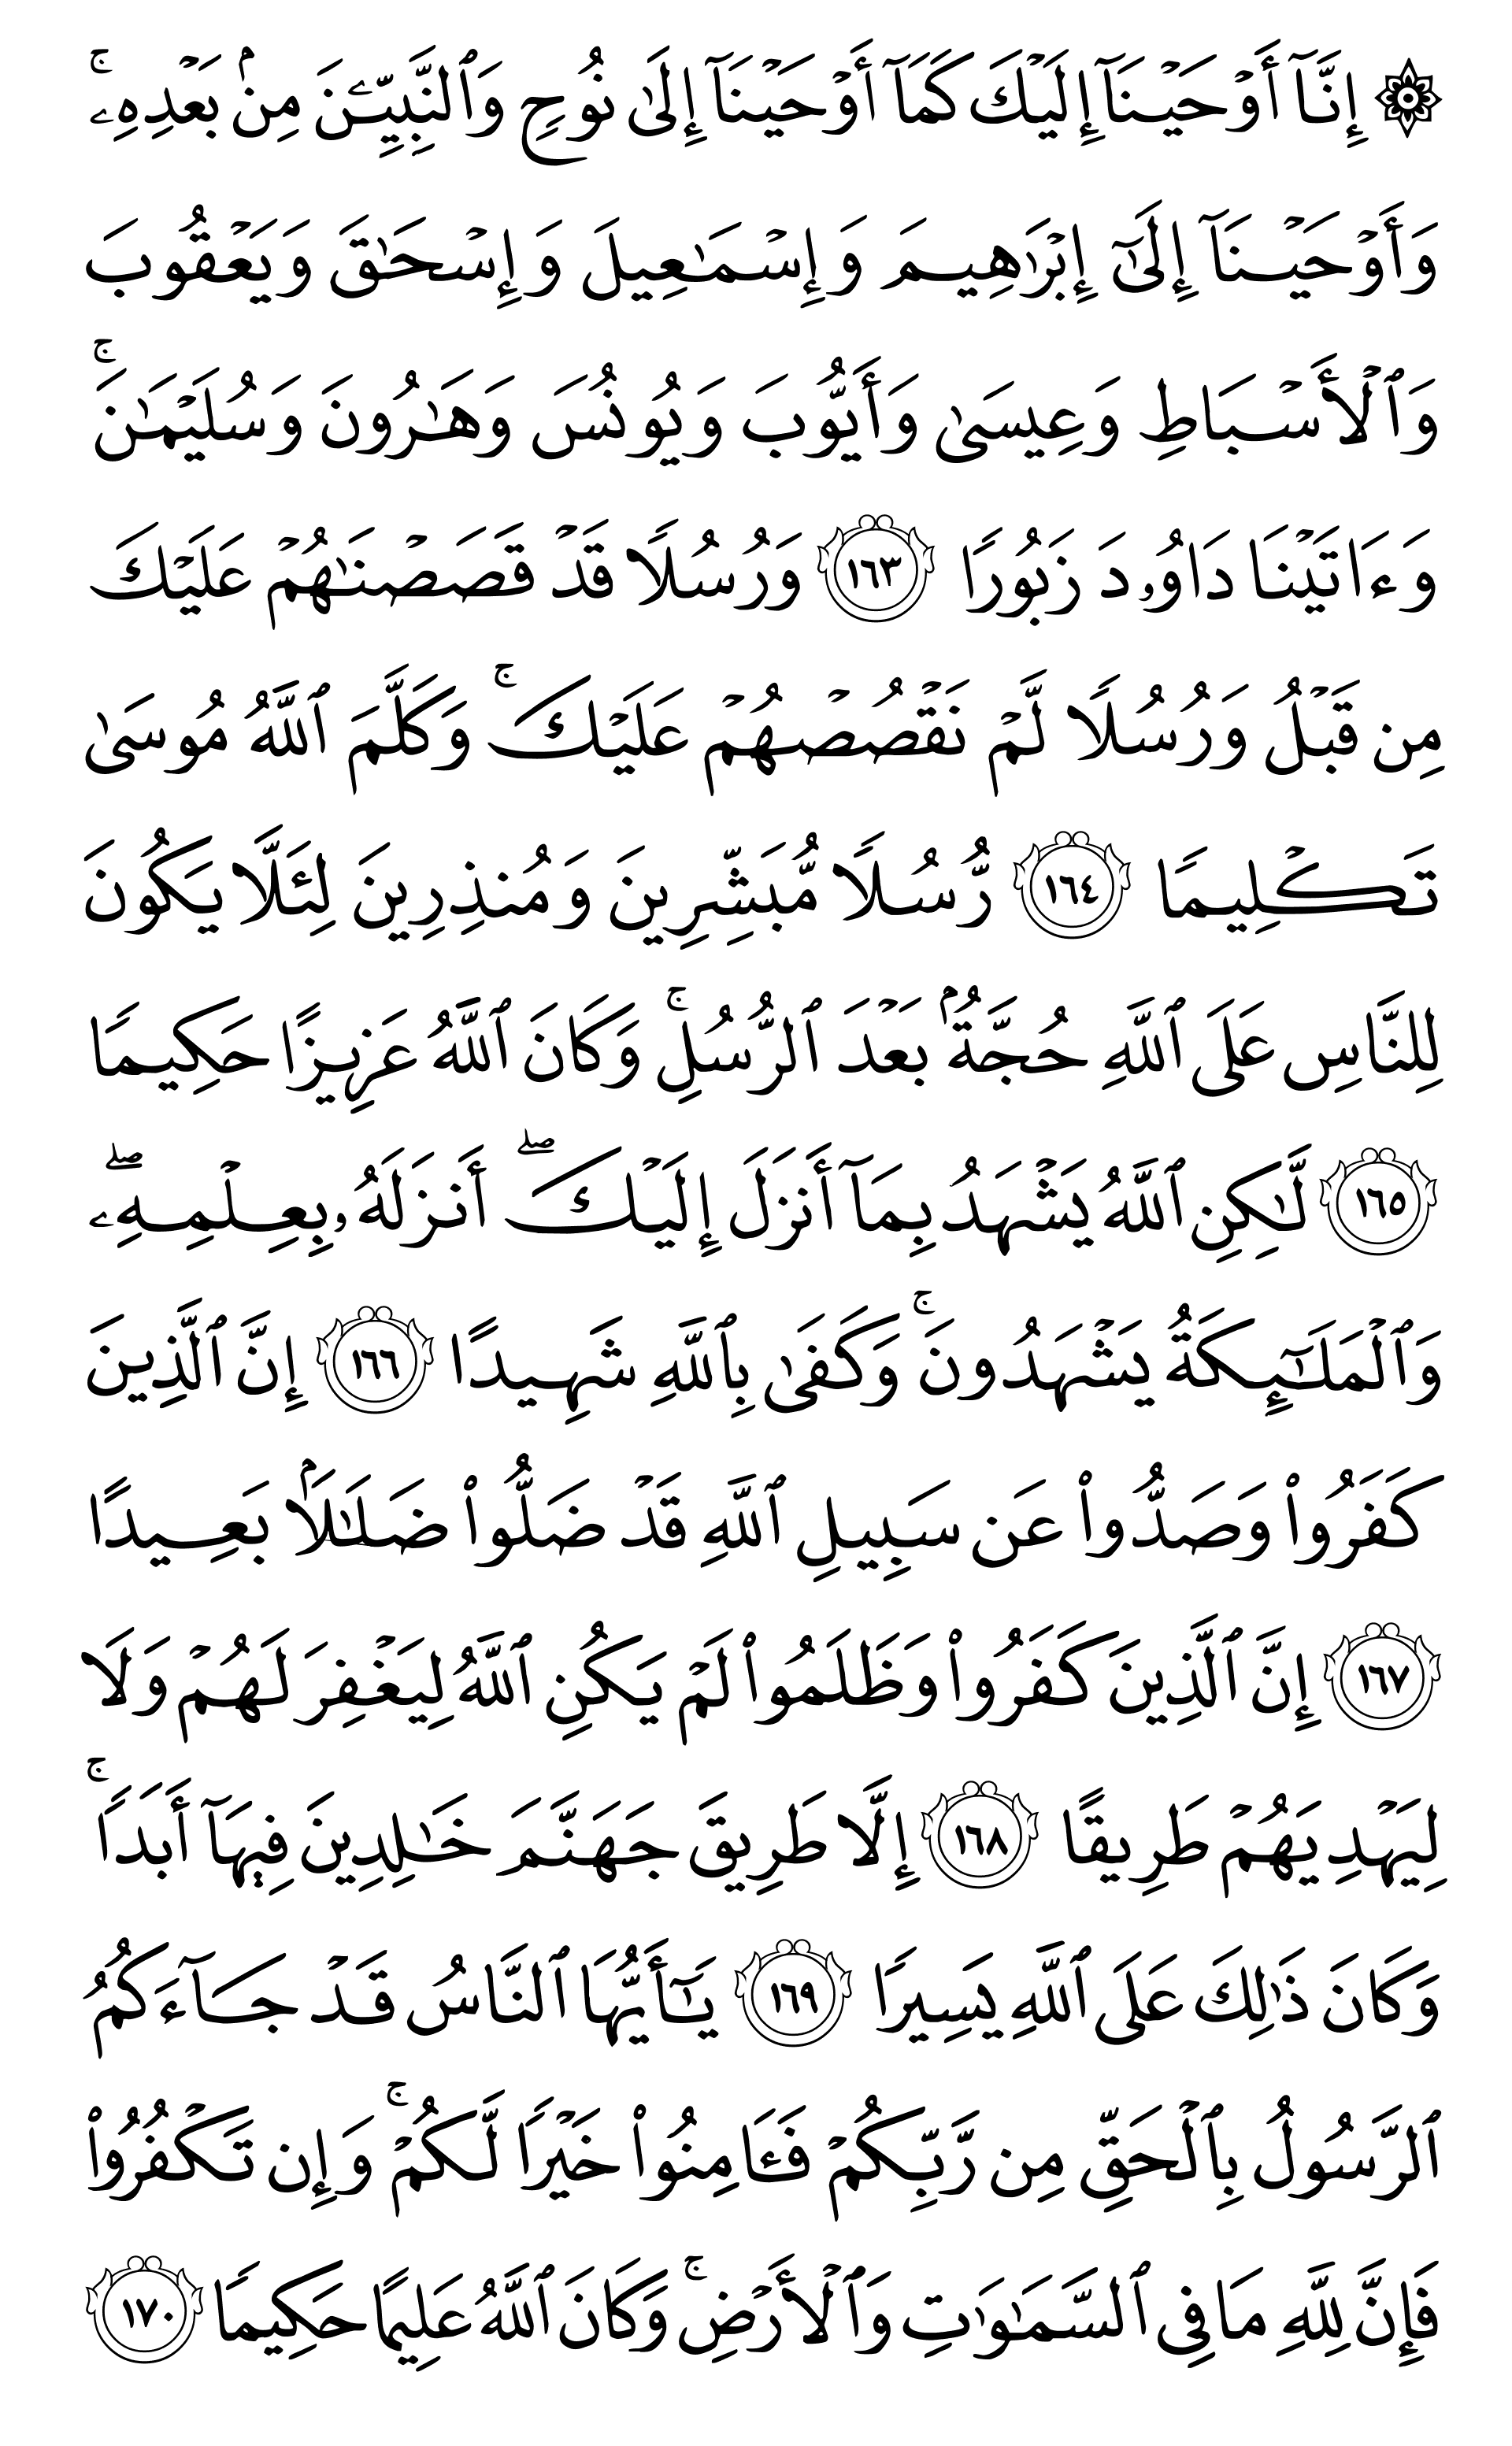 ۞ إِنَّآ أَوۡحَيۡنَآ إِلَيۡكَ كَمَآ أَوۡحَيۡنَآ إِلَىٰ نُوحٖ وَٱلنَّبِيِّـۧنَ مِنۢ بَعۡدِهِۦۚ
وَأَوۡحَيۡنَآ إِلَىٰٓ إِبۡرَٰهِيمَ وَإِسۡمَٰعِيلَ وَإِسۡحَٰقَ وَيَعۡقُوبَ
وَٱلۡأَسۡبَاطِ وَعِيسَىٰ وَأَيُّوبَ وَيُونُسَ وَهَٰرُونَ وَسُلَيۡمَٰنَۚ
وَءَاتَيۡنَا دَاوُۥدَ زَبُورٗا ١٦٣ وَرُسُلٗا قَدۡ قَصَصۡنَٰهُمۡ عَلَيۡكَ
مِن قَبۡلُ وَرُسُلٗا لَّمۡ نَقۡصُصۡهُمۡ عَلَيۡكَۚ وَكَلَّمَ ٱللَّهُ مُوسَىٰ
تَكۡلِيمٗا ١٦٤ رُّسُلٗا مُّبَشِّرِينَ وَمُنذِرِينَ لِئَلَّا يَكُونَ
لِلنَّاسِ عَلَى ٱللَّهِ حُجَّةُۢ بَعۡدَ ٱلرُّسُلِۚ وَكَانَ ٱللَّهُ عَزِيزًا حَكِيمٗا
١٦٥ لَّٰكِنِ ٱللَّهُ يَشۡهَدُ بِمَآ أَنزَلَ إِلَيۡكَۖ أَنزَلَهُۥ بِعِلۡمِهِۦۖ
وَٱلۡمَلَٰٓئِكَةُ يَشۡهَدُونَۚ وَكَفَىٰ بِٱللَّهِ شَهِيدًا ١٦٦ إِنَّ ٱلَّذِينَ
كَفَرُواْ وَصَدُّواْ عَن سَبِيلِ ٱللَّهِ قَدۡ ضَلُّواْ ضَلَٰلَۢا بَعِيدًا
١٦٧ إِنَّ ٱلَّذِينَ كَفَرُواْ وَظَلَمُواْ لَمۡ يَكُنِ ٱللَّهُ لِيَغۡفِرَ لَهُمۡ وَلَا
لِيَهۡدِيَهُمۡ طَرِيقًا ١٦٨ إِلَّا طَرِيقَ جَهَنَّمَ خَٰلِدِينَ فِيهَآ أَبَدٗاۚ
وَكَانَ ذَٰلِكَ عَلَى ٱللَّهِ يَسِيرٗا ١٦٩ يَٰٓأَيُّهَا ٱلنَّاسُ قَدۡ جَآءَكُمُ
ٱلرَّسُولُ بِٱلۡحَقِّ مِن رَّبِّكُمۡ فَـَٔامِنُواْ خَيۡرٗا لَّكُمۡۚ وَإِن تَكۡفُرُواْ
فَإِنَّ لِلَّهِ مَا فِي ٱلسَّمَٰوَٰتِ وَٱلۡأَرۡضِۚ وَكَانَ ٱللَّهُ عَلِيمًا حَكِيمٗا ١٧٠